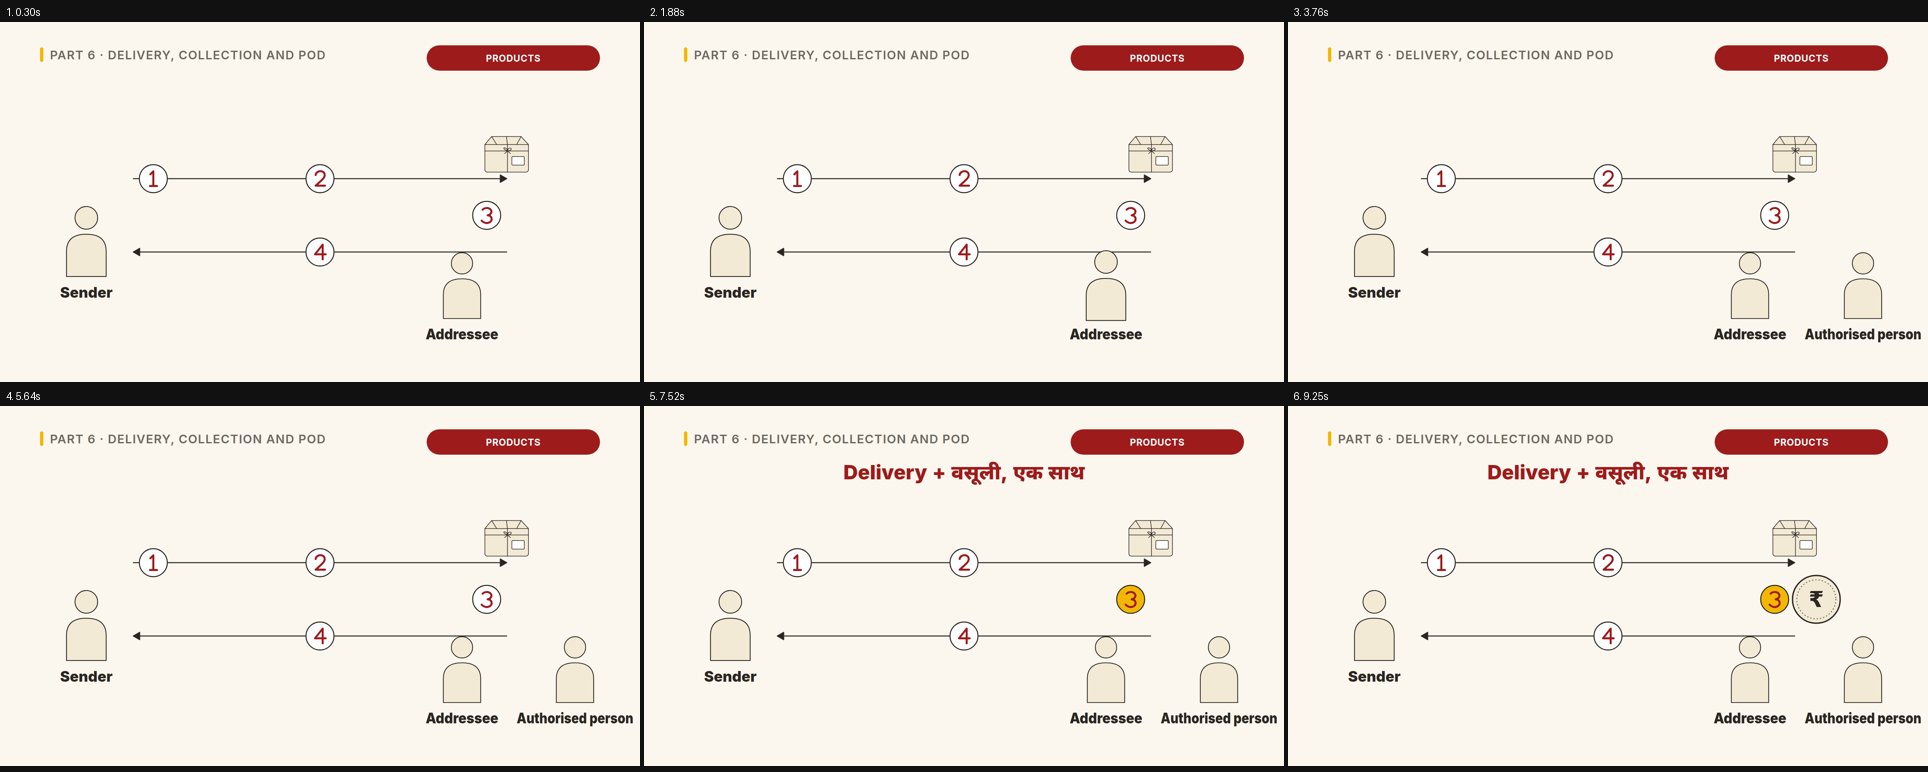 1. 0.30s
PART 6 · DELIVERY, COLLECTION AND POD
PRODUCTS
1
2
3
4
Sender
Addressee
2. 1.88s
PART 6 · DELIVERY, COLLECTION AND POD
PRODUCTS
1
2
3
4
Sender
Addressee
3. 3.76s
PART 6 · DELIVERY, COLLECTION AND POD
PRODUCTS
1
2
3
4
Sender
Addressee
Authorised person
4. 5.64s
PART 6 · DELIVERY, COLLECTION AND POD
PRODUCTS
1
2
3
4
Sender
Addressee
Authorised person
5. 7.52s
PART 6 · DELIVERY, COLLECTION AND POD
PRODUCTS
Delivery + वसूली, एक साथ
1
2
3
4
Sender
Addressee
Authorised person
6. 9.25s
PART 6 · DELIVERY, COLLECTION AND POD
PRODUCTS
Delivery + वसूली, एक साथ
1
2
3
₹
4
Sender
Addressee
Authorised person